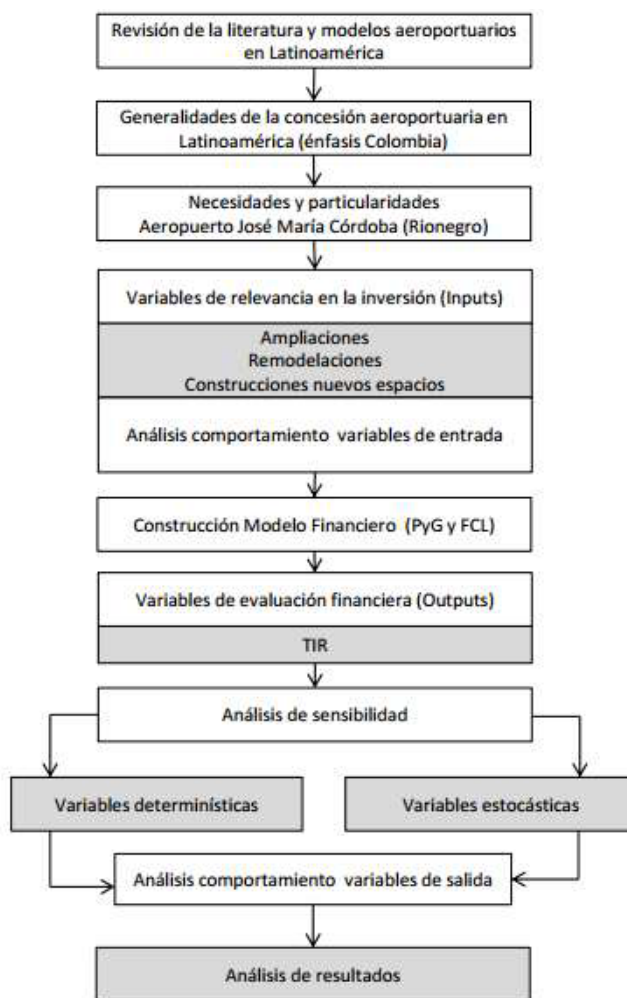 Revisión de la literatura y modelos aeroportuarios
en Latinoamérica
Generalidades de la concesión aeroportuaria en
Latinoamérica (énfasis Colombia)
Necesidades y particularidades
Aeropuerto José María Córdoba (Rionegro)
Variables de relevancia en la inversión (Inputs)
Ampliaciones
Remodelaciones
Construcciones nuevos espacios
Análisis comportamiento variables de entrada
Construcción Modelo Financiero (PyG y FCL)
Variables de evaluación financiera (Outputs)
TIR
Análisis de sensibilidad
Variables determinísticas
Variables estocásticas
Análisis comportamiento variables de salida
Análisis de resultados